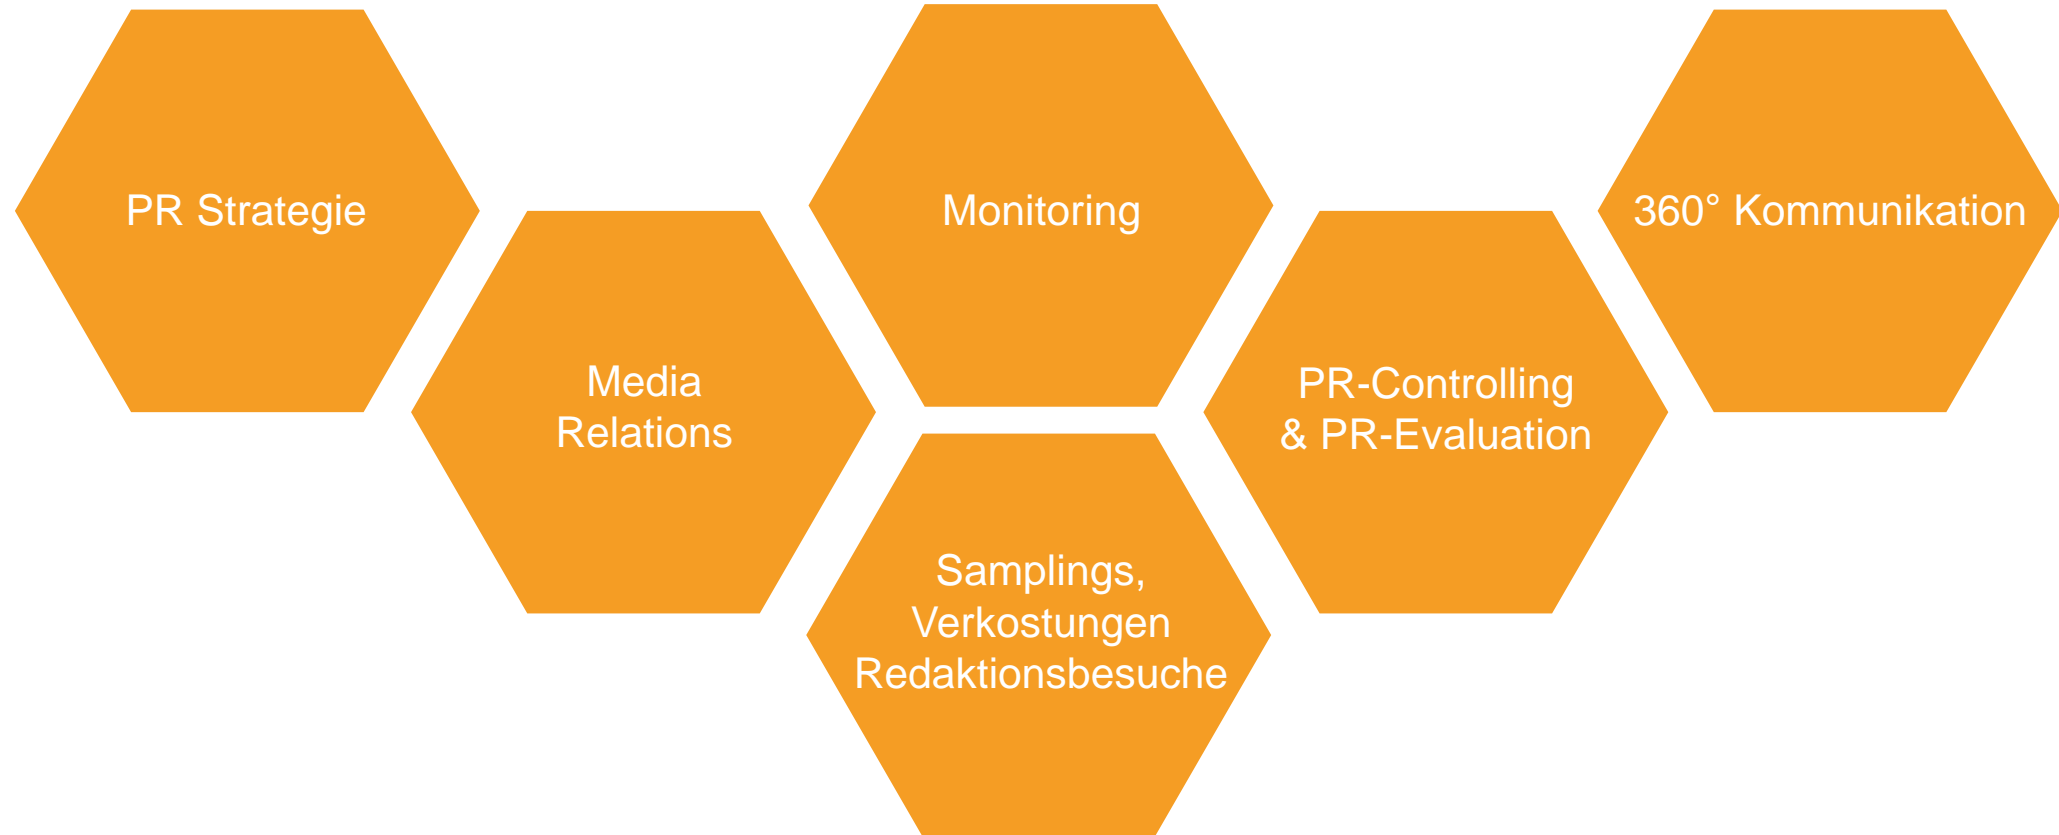 PR Strategie
Media
Relations
Monitoring
Samplings,
Verkostungen
Redaktionsbesuche
PR-Controlling
& PR-Evaluation
360° Kommunikation